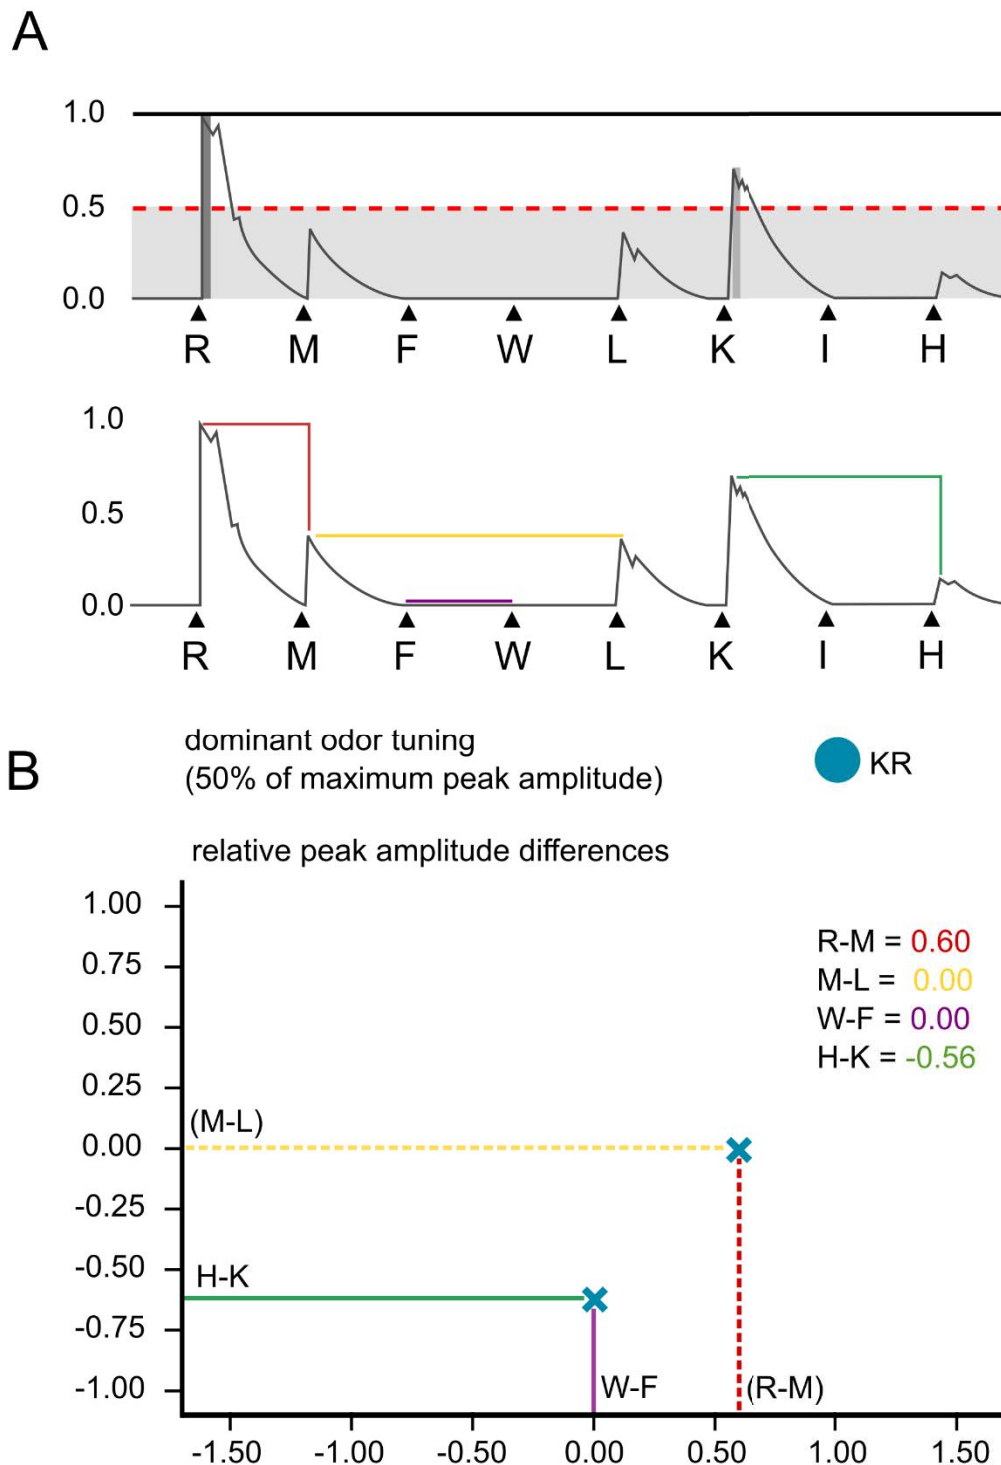 A
1.0
0.5
0.0
R M F W L K I H
1.0
0.5
0.0
R M F W L K I H
B
dominant odor tuning
(50% of maximum peak amplitude)
KR
relative peak amplitude differences
1.00
0.75
0.50
0.25
0.00
-0.25
-0.50
-0.75
-1.00
R-M = 0.60
M-L = 0.00
W-F = 0.00
H-K = -0.56
(M-L)
H-K
W-F
(R-M)
-1.50 -1.00 -0.50 0.00 0.50 1.00 1.50